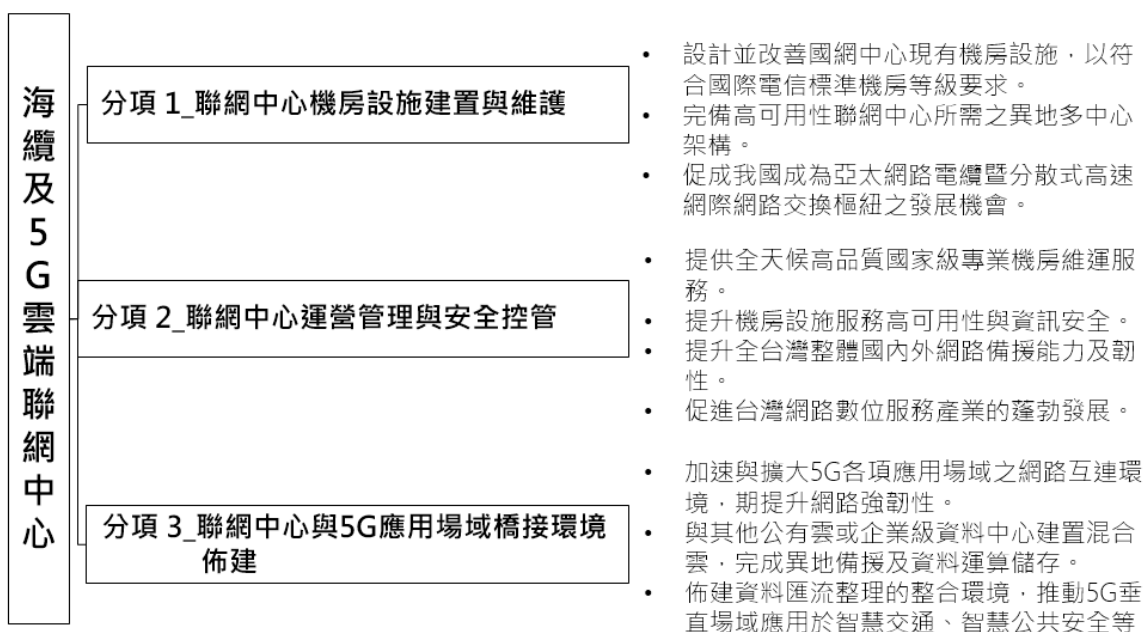 海纜及5G雲端聯網中心
分項 1_聯網中心機房設施建置與維護
• 設計並改善國網中心現有機房設施，以符
合國際電信標準機房等級要求。
• 完備高可用性聯網中心所需之異地多中心
架構。
• 促成我國成為亞太網路電纜暨分散式高速
網際網路交換樞紐之發展機會。
分項 2_聯網中心運營管理與安全控管
• 提供全天候高品質國家級專業機房維運服
務。
• 提升機房設施服務高可用性與資訊安全。
• 提升全台灣整體國內外網路備援能力及韌
性。
• 促進台灣網路數位服務產業的蓬勃發展。
分項 3_聯網中心與5G應用場域橋接環境
佈建
• 加速與擴大5G各項應用場域之網路互連環
境，期提升網路強韌性。
• 與其他公有雲或企業級資料中心建置混合
雲，完成異地備援及資料運算儲存。
• 佈建資料匯流整理的整合環境，推動5G垂
直場域應用於智慧交通、智慧公共安全等